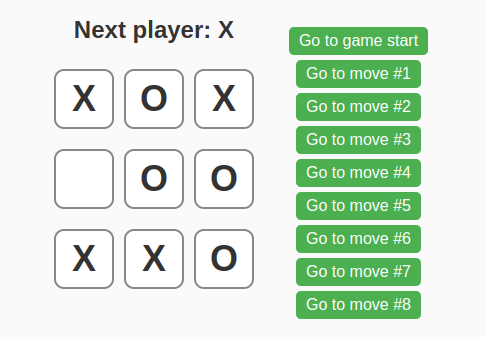 Next player: X
X O X
O O
X X O
Go to game start
Go to move #1
Go to move #2
Go to move #3
Go to move #4
Go to move #5
Go to move #6
Go to move #7
Go to move #8